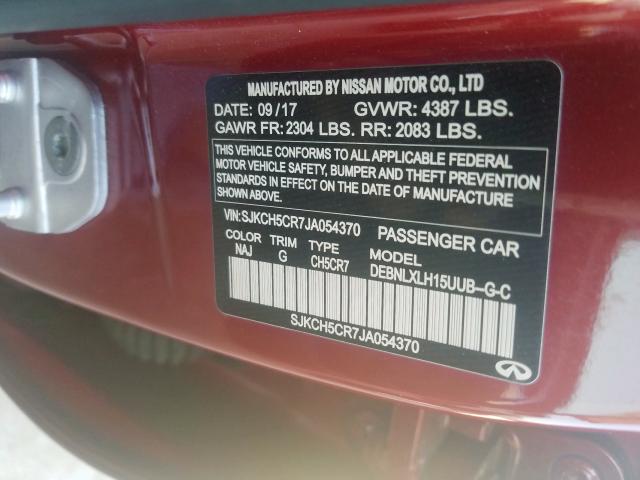 MANUFACTURED BY NISSAN MOTOR CO., LTD
DATE: 09/17 GVWR: 4387 LBS.
GAWR FR: 2304 LBS. RR: 2083 LBS.
THIS VEHICLE CONFORMS TO ALL APPLICABLE FEDERAL
MOTOR VEHICLE SAFETY, BUMPER AND THEFT PREVENTION
STANDARDS IN EFFECT ON THE DATE OF MANUFACTURE
SHOWN ABOVE.
VIN:SJKCH5CR7JA054370 PASSENGER CAR
COLOR TRIM TYPE MODEL
NAJ G CH5CR7 DEBNLXLH15UUB-G-C
SJKCH5CR7JA054370